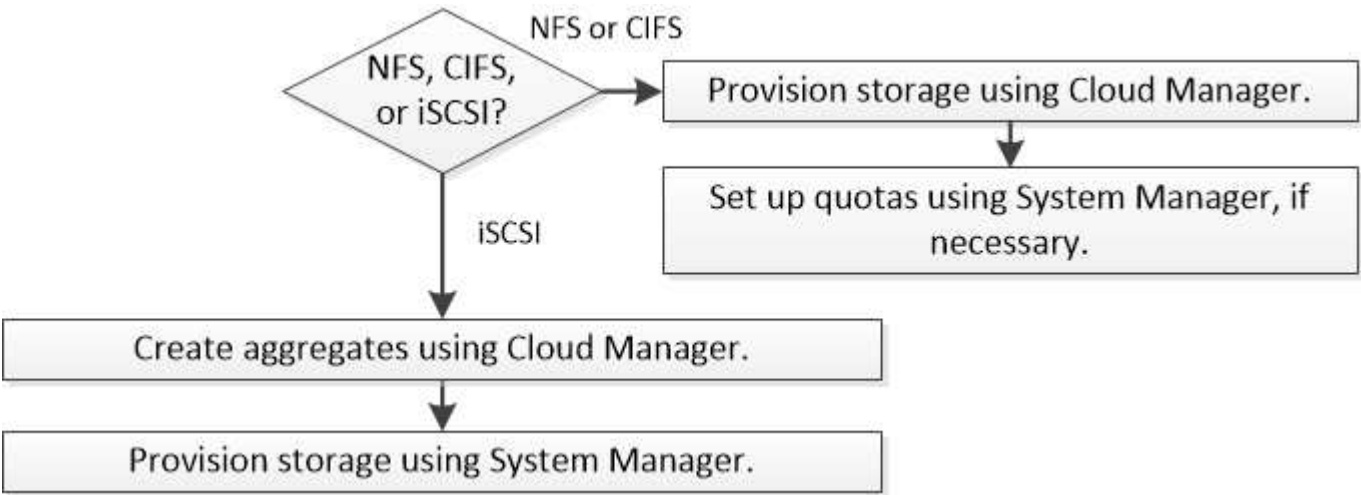 NFS or CIFS
NFS, CIFS,
or iSCSI?
Provision storage using Cloud Manager.
Set up quotas using System Manager, if
necessary.
iSCSI
Create aggregates using Cloud Manager.
Provision storage using System Manager.